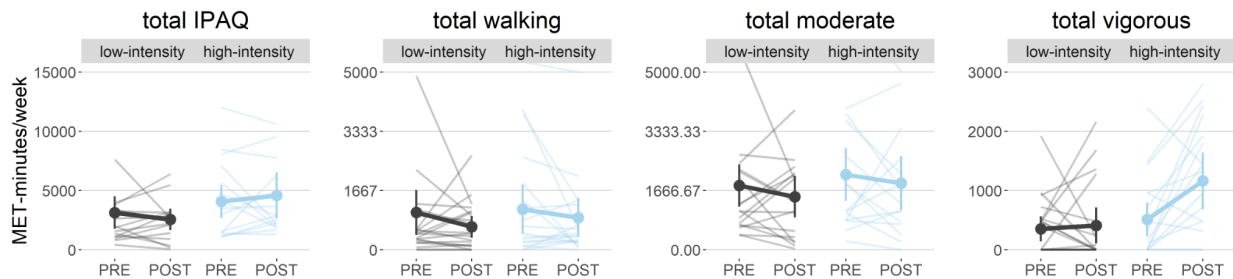 total IPAQ
total walking
total moderate
total vigorous
low-intensity high-intensity
low-intensity high-intensity
low-intensity high-intensity
low-intensity high-intensity
MET-minutes/week
15000
10000
5000
0
5000
3333
1667
0
5000.00
3333.33
1666.67
0.00
3000
2000
1000
0
PRE POST PRE POST
PRE POST PRE POST
PRE POST PRE POST
PRE POST PRE POST